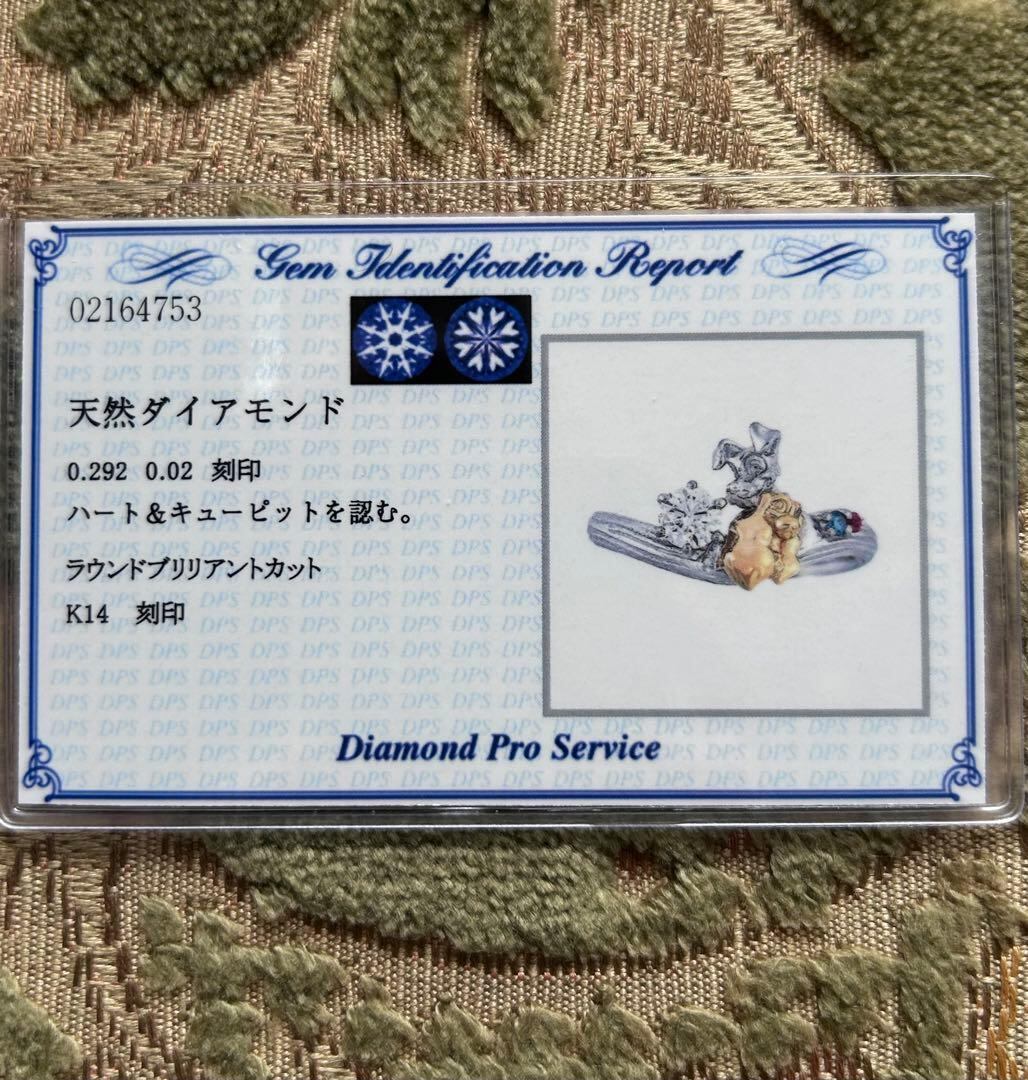 Gem Identification Report
02164753
天然ダイアモンド
0.292 0.02 刻印
ハート&キューピットを認む。
ラウンドブリリアントカット
K14 刻印
Diamond Pro Service